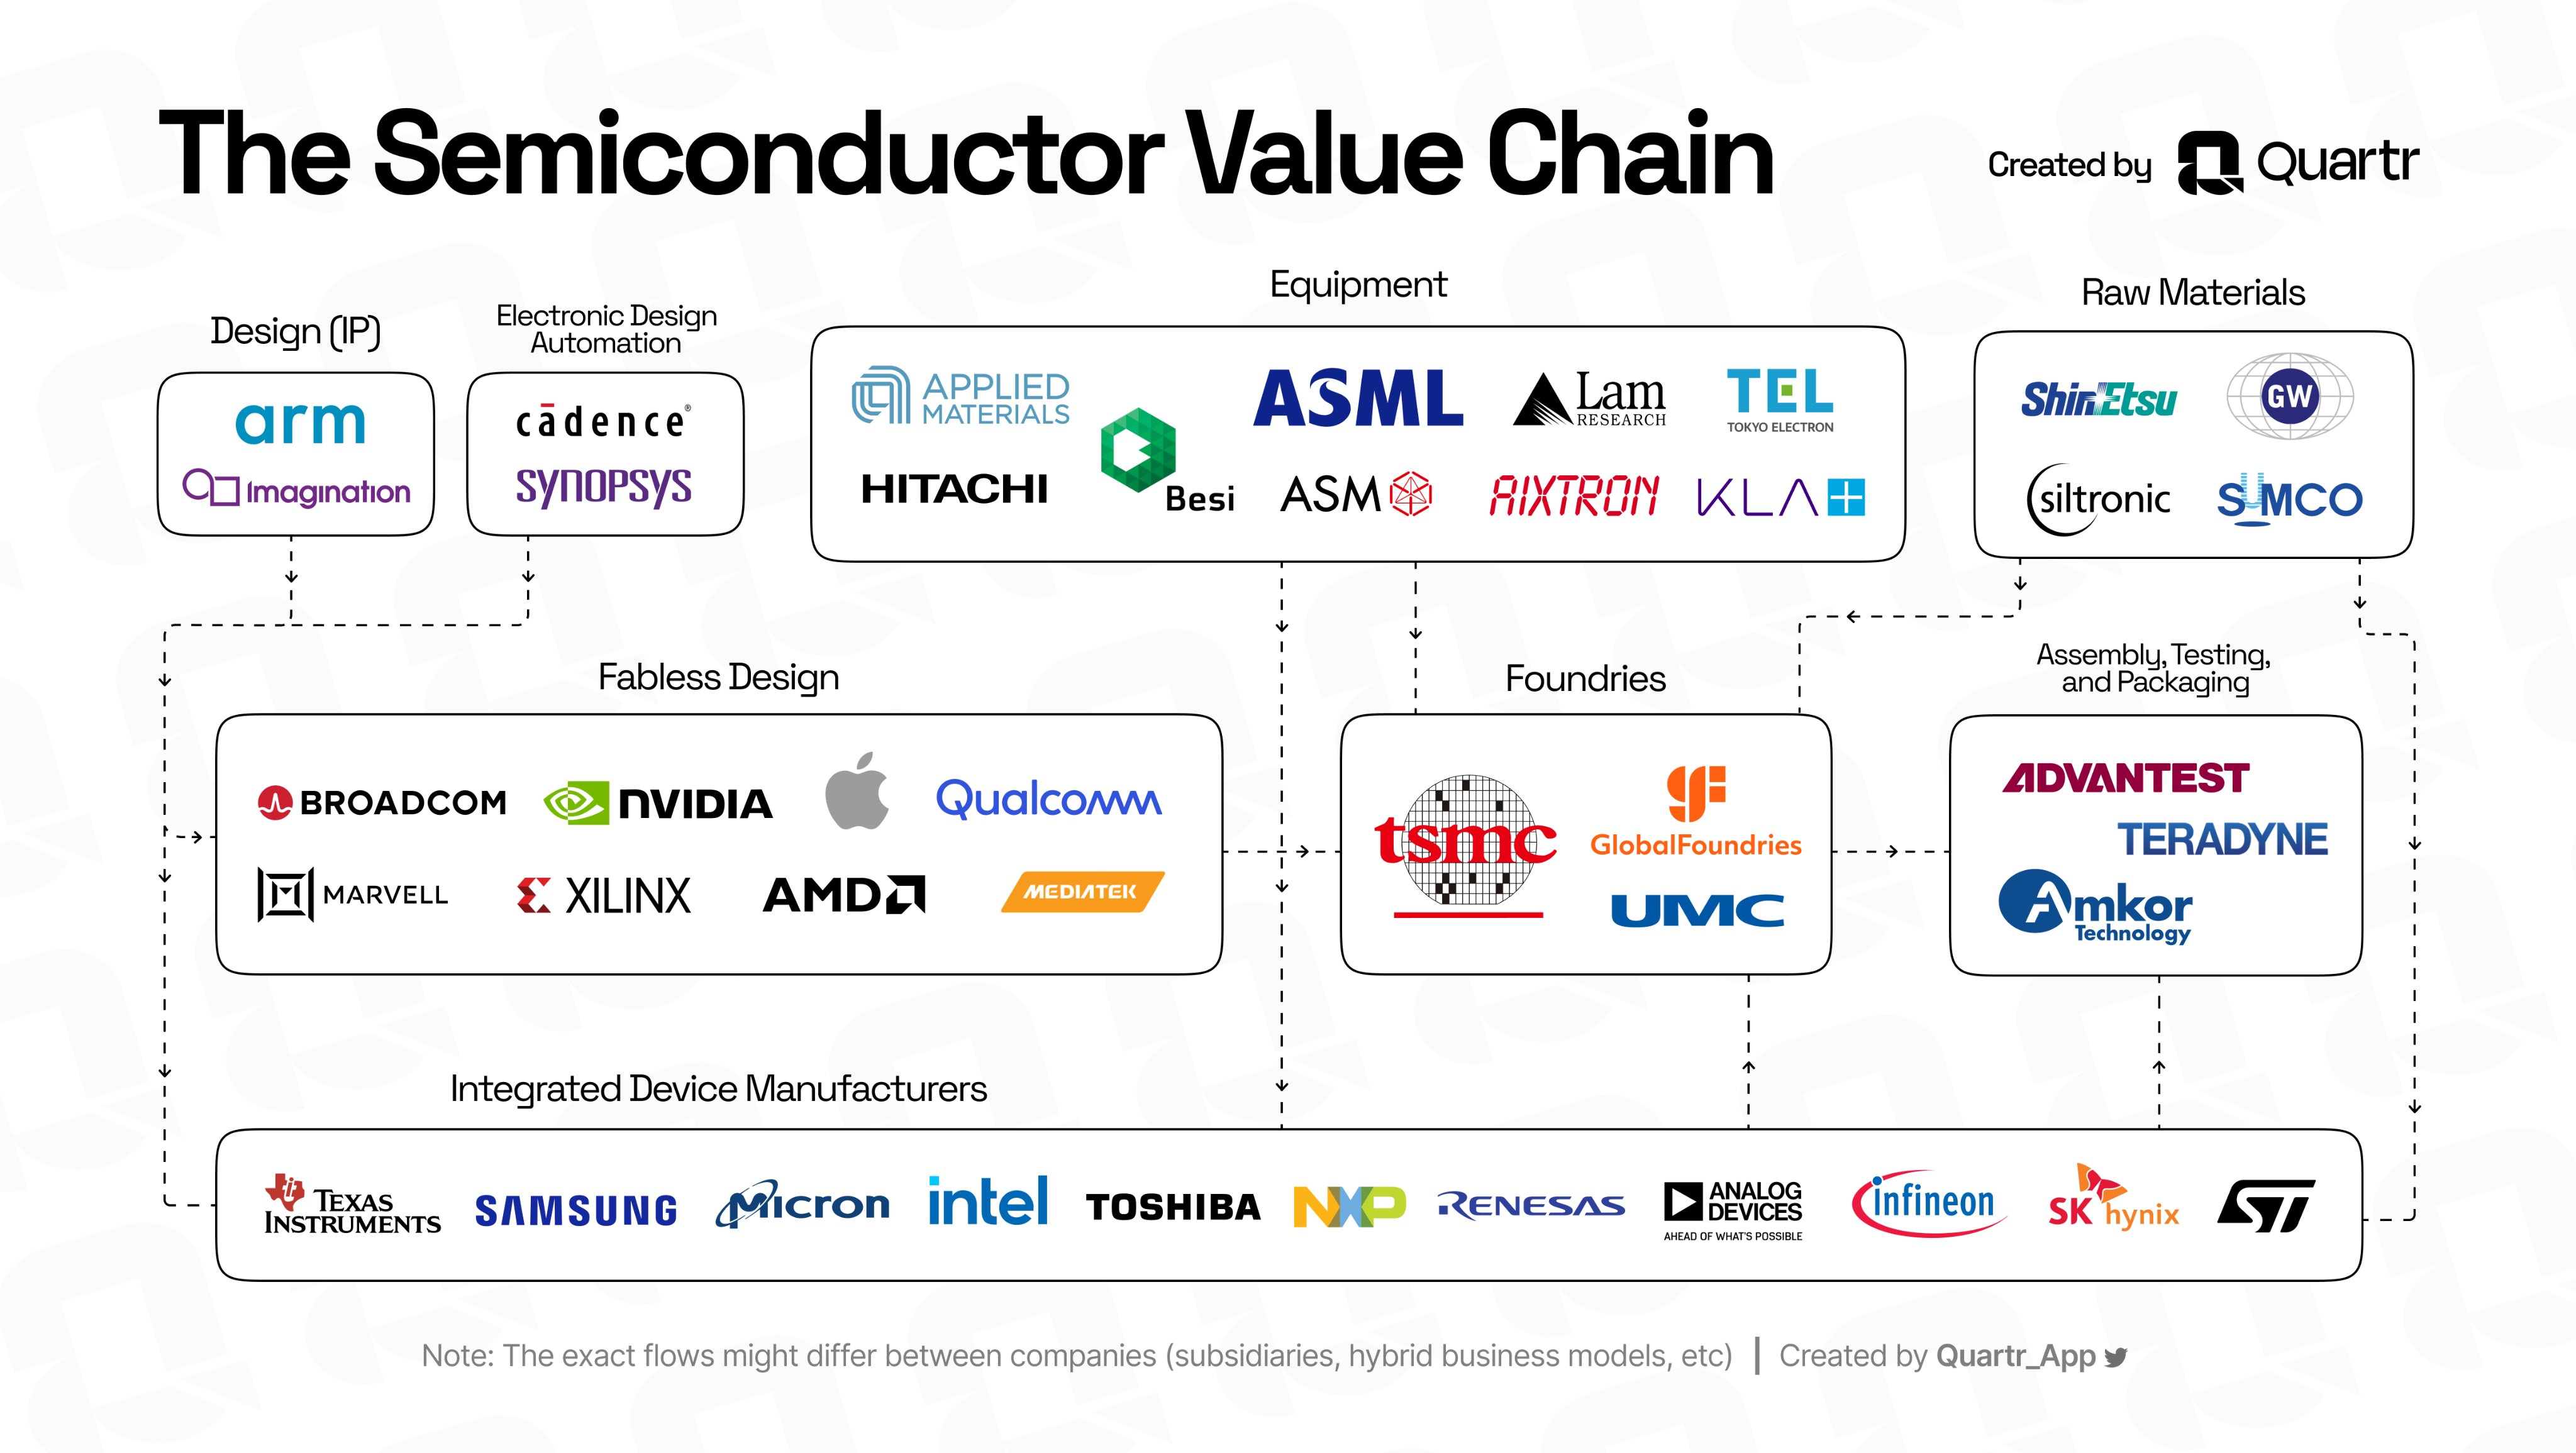 The Semiconductor Value Chain
Created by Quartr
Design (IP)
arm
Imagination
Electronic Design
Automation
cādence®
SYNOPSYS
Equipment
APPLIED
MATERIALS
ASML
Lam
RESEARCH
TEL
TOKYO ELECTRON
HITACHI
Besi
ASM
AIXTRON
KLA
Raw Materials
ShinEtsu
GW
siltronic
SUMCO
Fabless Design
BROADCOM
NVIDIA
Qualcomm
MARVELL
XILINX
AMD
MEDIATEK
Foundries
tsmc
GF
GlobalFoundries
UMC
Assembly, Testing,
and Packaging
ADVANTEST
TERADYNE
Amkor
Technology
Integrated Device Manufacturers
TEXAS
INSTRUMENTS
SAMSUNG
Micron
intel
TOSHIBA
NXP
RENESAS
ANALOG
DEVICES
AHEAD OF WHAT'S POSSIBLE
infineon
SK
hynix
ST
Note: The exact flows might differ between companies (subsidiaries, hybrid business models, etc) | Created by Quartr_App